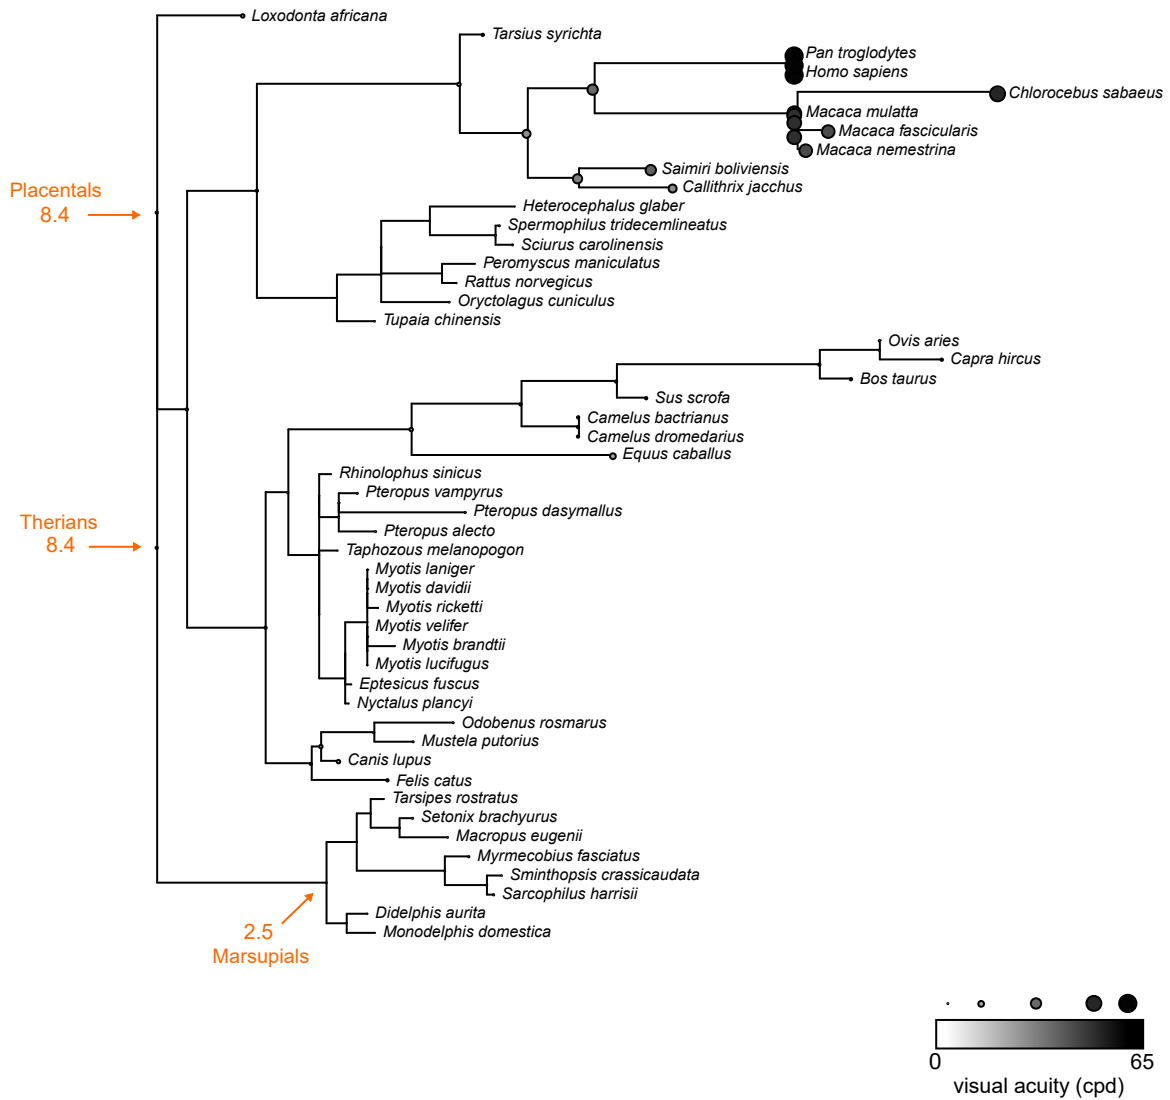 Loxodonta africana
Tarsius syrichta
Pan troglodytes
Homo sapiens
Chlorocebus sabaeus
Macaca mulatta
Macaca fascicularis
Macaca nemestrina
Saimiri boliviensis
Callithrix jacchus
Placentals
8.4
Heterocephalus glaber
Spermophilus tridecemlineatus
Sciurus carolinensis
Peromyscus maniculatus
Rattus norvegicus
Oryctolagus cuniculus
Tupaia chinensis
Ovis aries
Capra hircus
Bos taurus
Sus scrofa
Camelus bactrianus
Camelus dromedarius
Equus caballus
Rhinolophus sinicus
Pteropus vampyrus
Pteropus dasymallus
Pteropus alecto
Therians
8.4
Taphozous melanopogon
Myotis laniger
Myotis davidii
Myotis ricketti
Myotis velifer
Myotis brandtii
Myotis lucifugus
Eptesicus fuscus
Nyctalus plancyi
Odobenus rosmarus
Mustela putorius
Canis lupus
Felis catus
Tarsipes rostratus
Setonix brachyurus
Macropus eugenii
Myrmecobius fasciatus
Sminthopsis crassicaudata
Sarcophilus harrisii
Didelphis aurita
Monodelphis domestica
2.5
Marsupials
0 65
visual acuity (cpd)